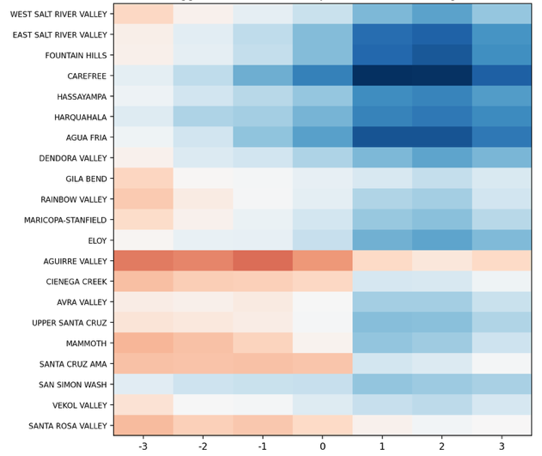 WEST SALT RIVER VALLEY
EAST SALT RIVER VALLEY
FOUNTAIN HILLS
CAREFREE
HASSAYAMPA
HARQUAHALA
AGUA FRIA
DENDORA VALLEY
GILA BEND
RAINBOW VALLEY
MARICOPA-STANFIELD
ELOY
AGUIRRE VALLEY
CIENEGA CREEK
AVRA VALLEY
UPPER SANTA CRUZ
MAMMOTH
SANTA CRUZ AMA
SAN SIMON WASH
VEKOL VALLEY
SANTA ROSA VALLEY
-3 -2 -1 0 1 2 3